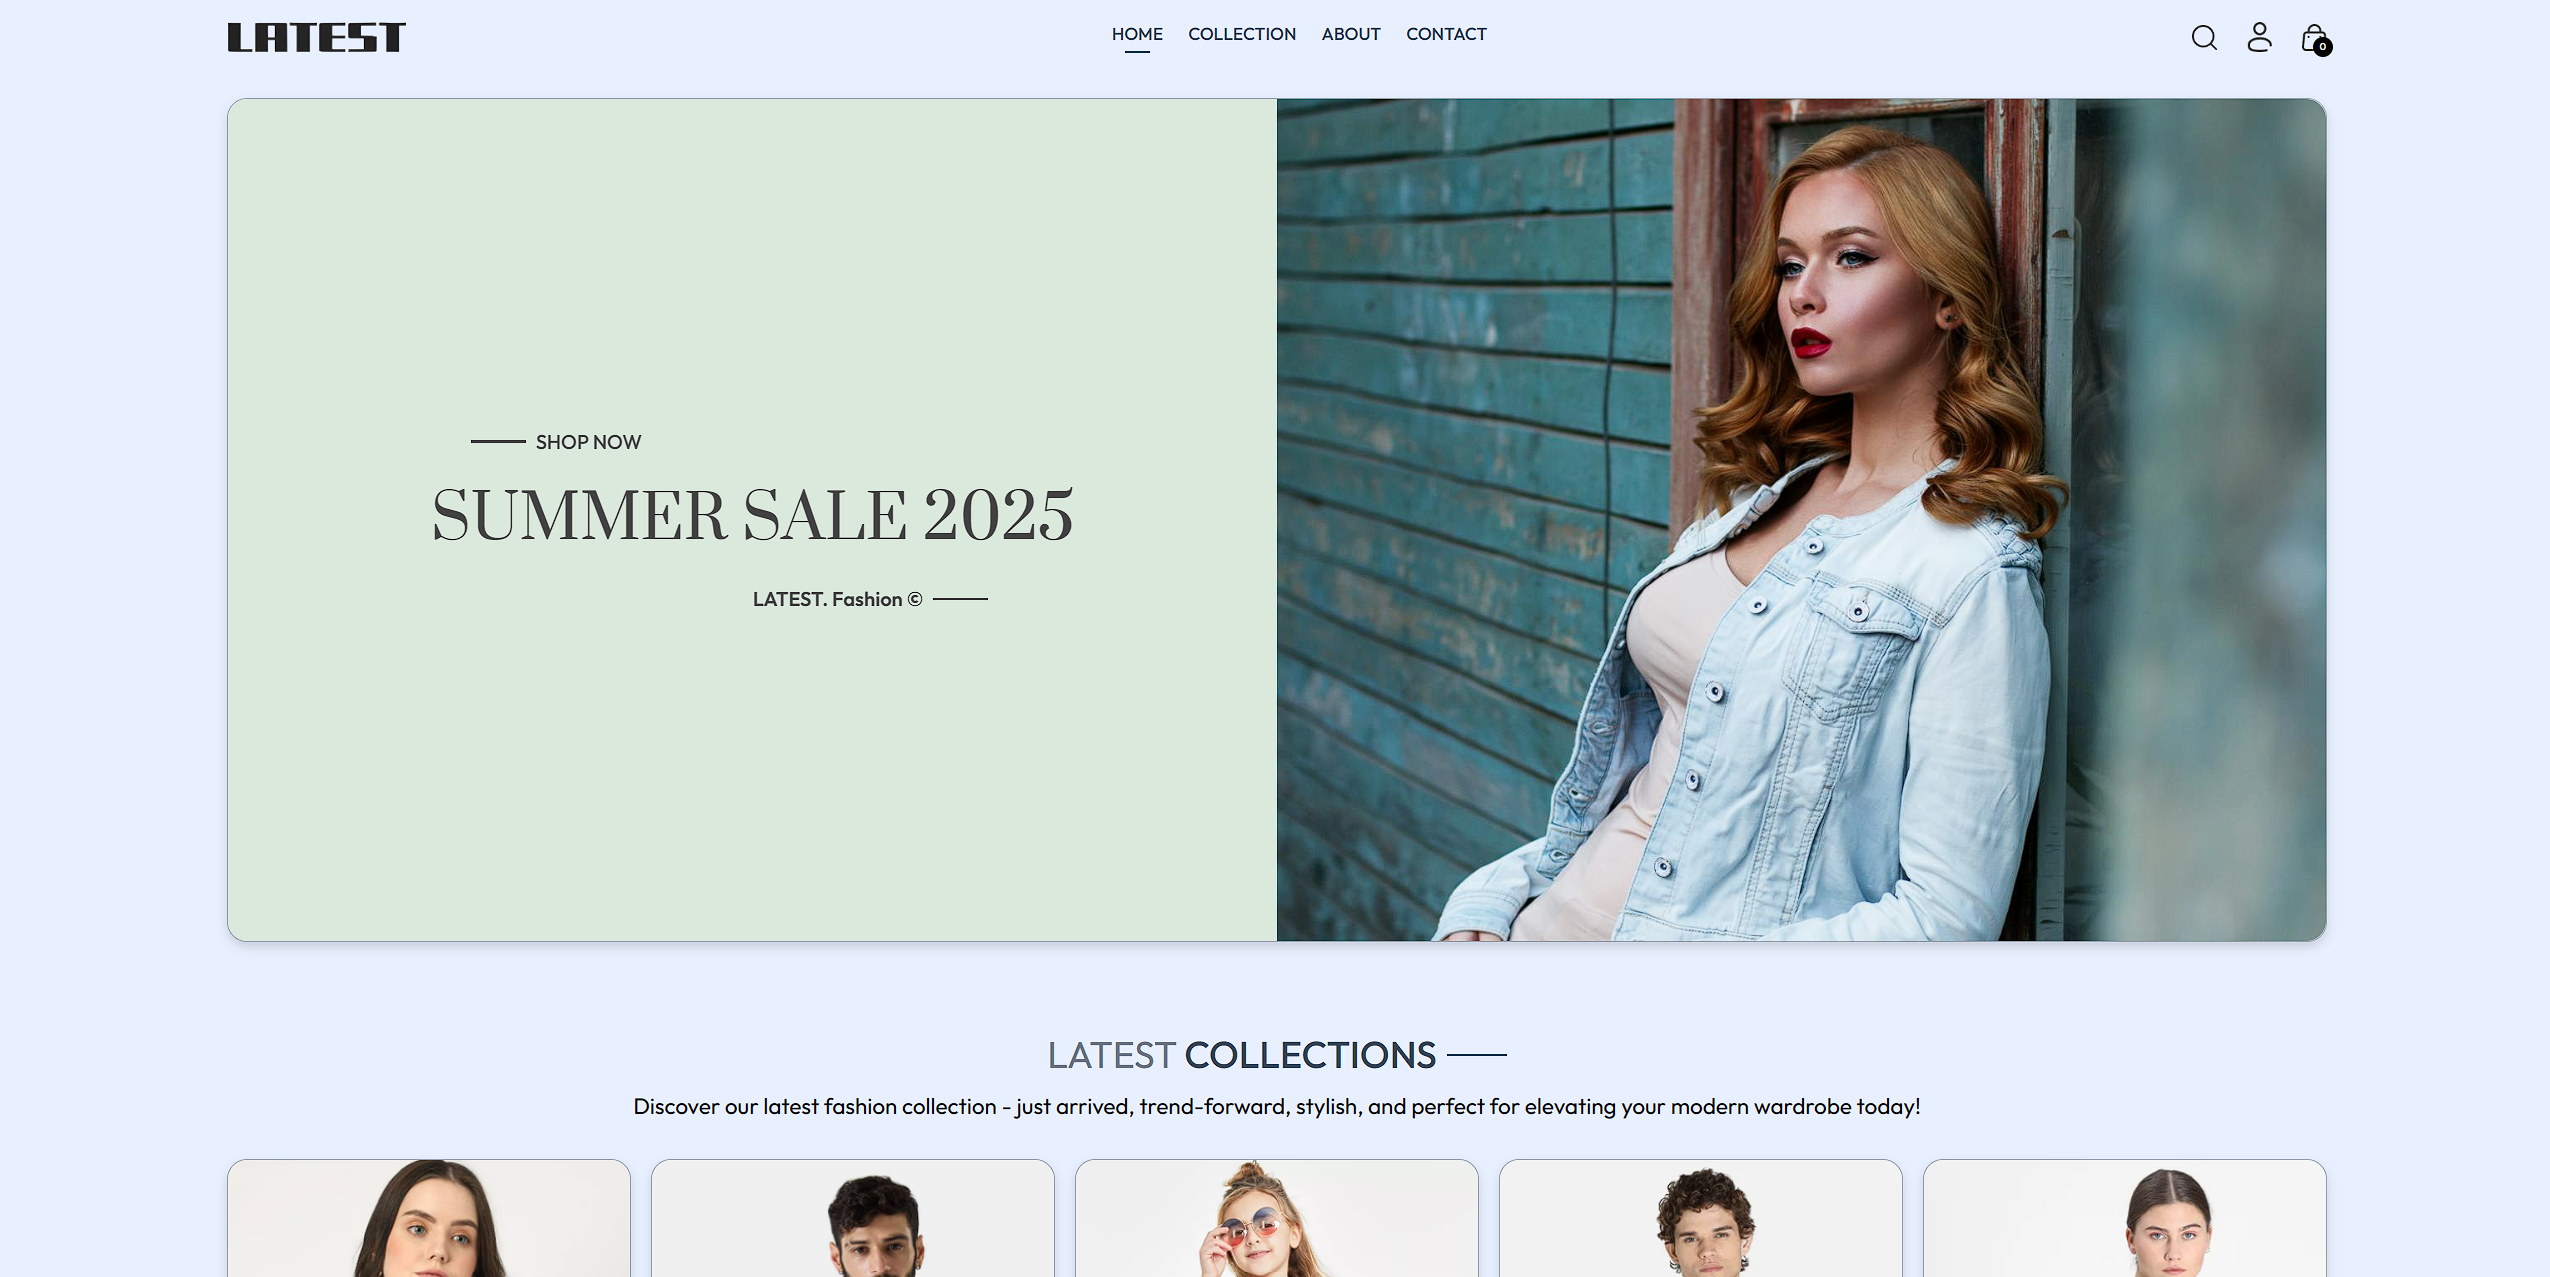 LATEST
HOME COLLECTION ABOUT CONTACT
0
SHOP NOW
SUMMER SALE 2025
LATEST. Fashion ©
LATEST COLLECTIONS
Discover our latest fashion collection - just arrived, trend-forward, stylish, and perfect for elevating your modern wardrobe today!